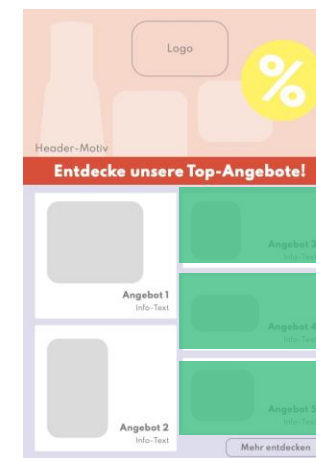 Logo
%
Header-Motiv
Entdecke unsere Top-Angebote!
Angebot 1
Info-Text
Angebot 2
Info-Text
Angebot 3
Info-Text
Angebot 4
Info-Text
Angebot 5
Info-Text
Mehr entdecken